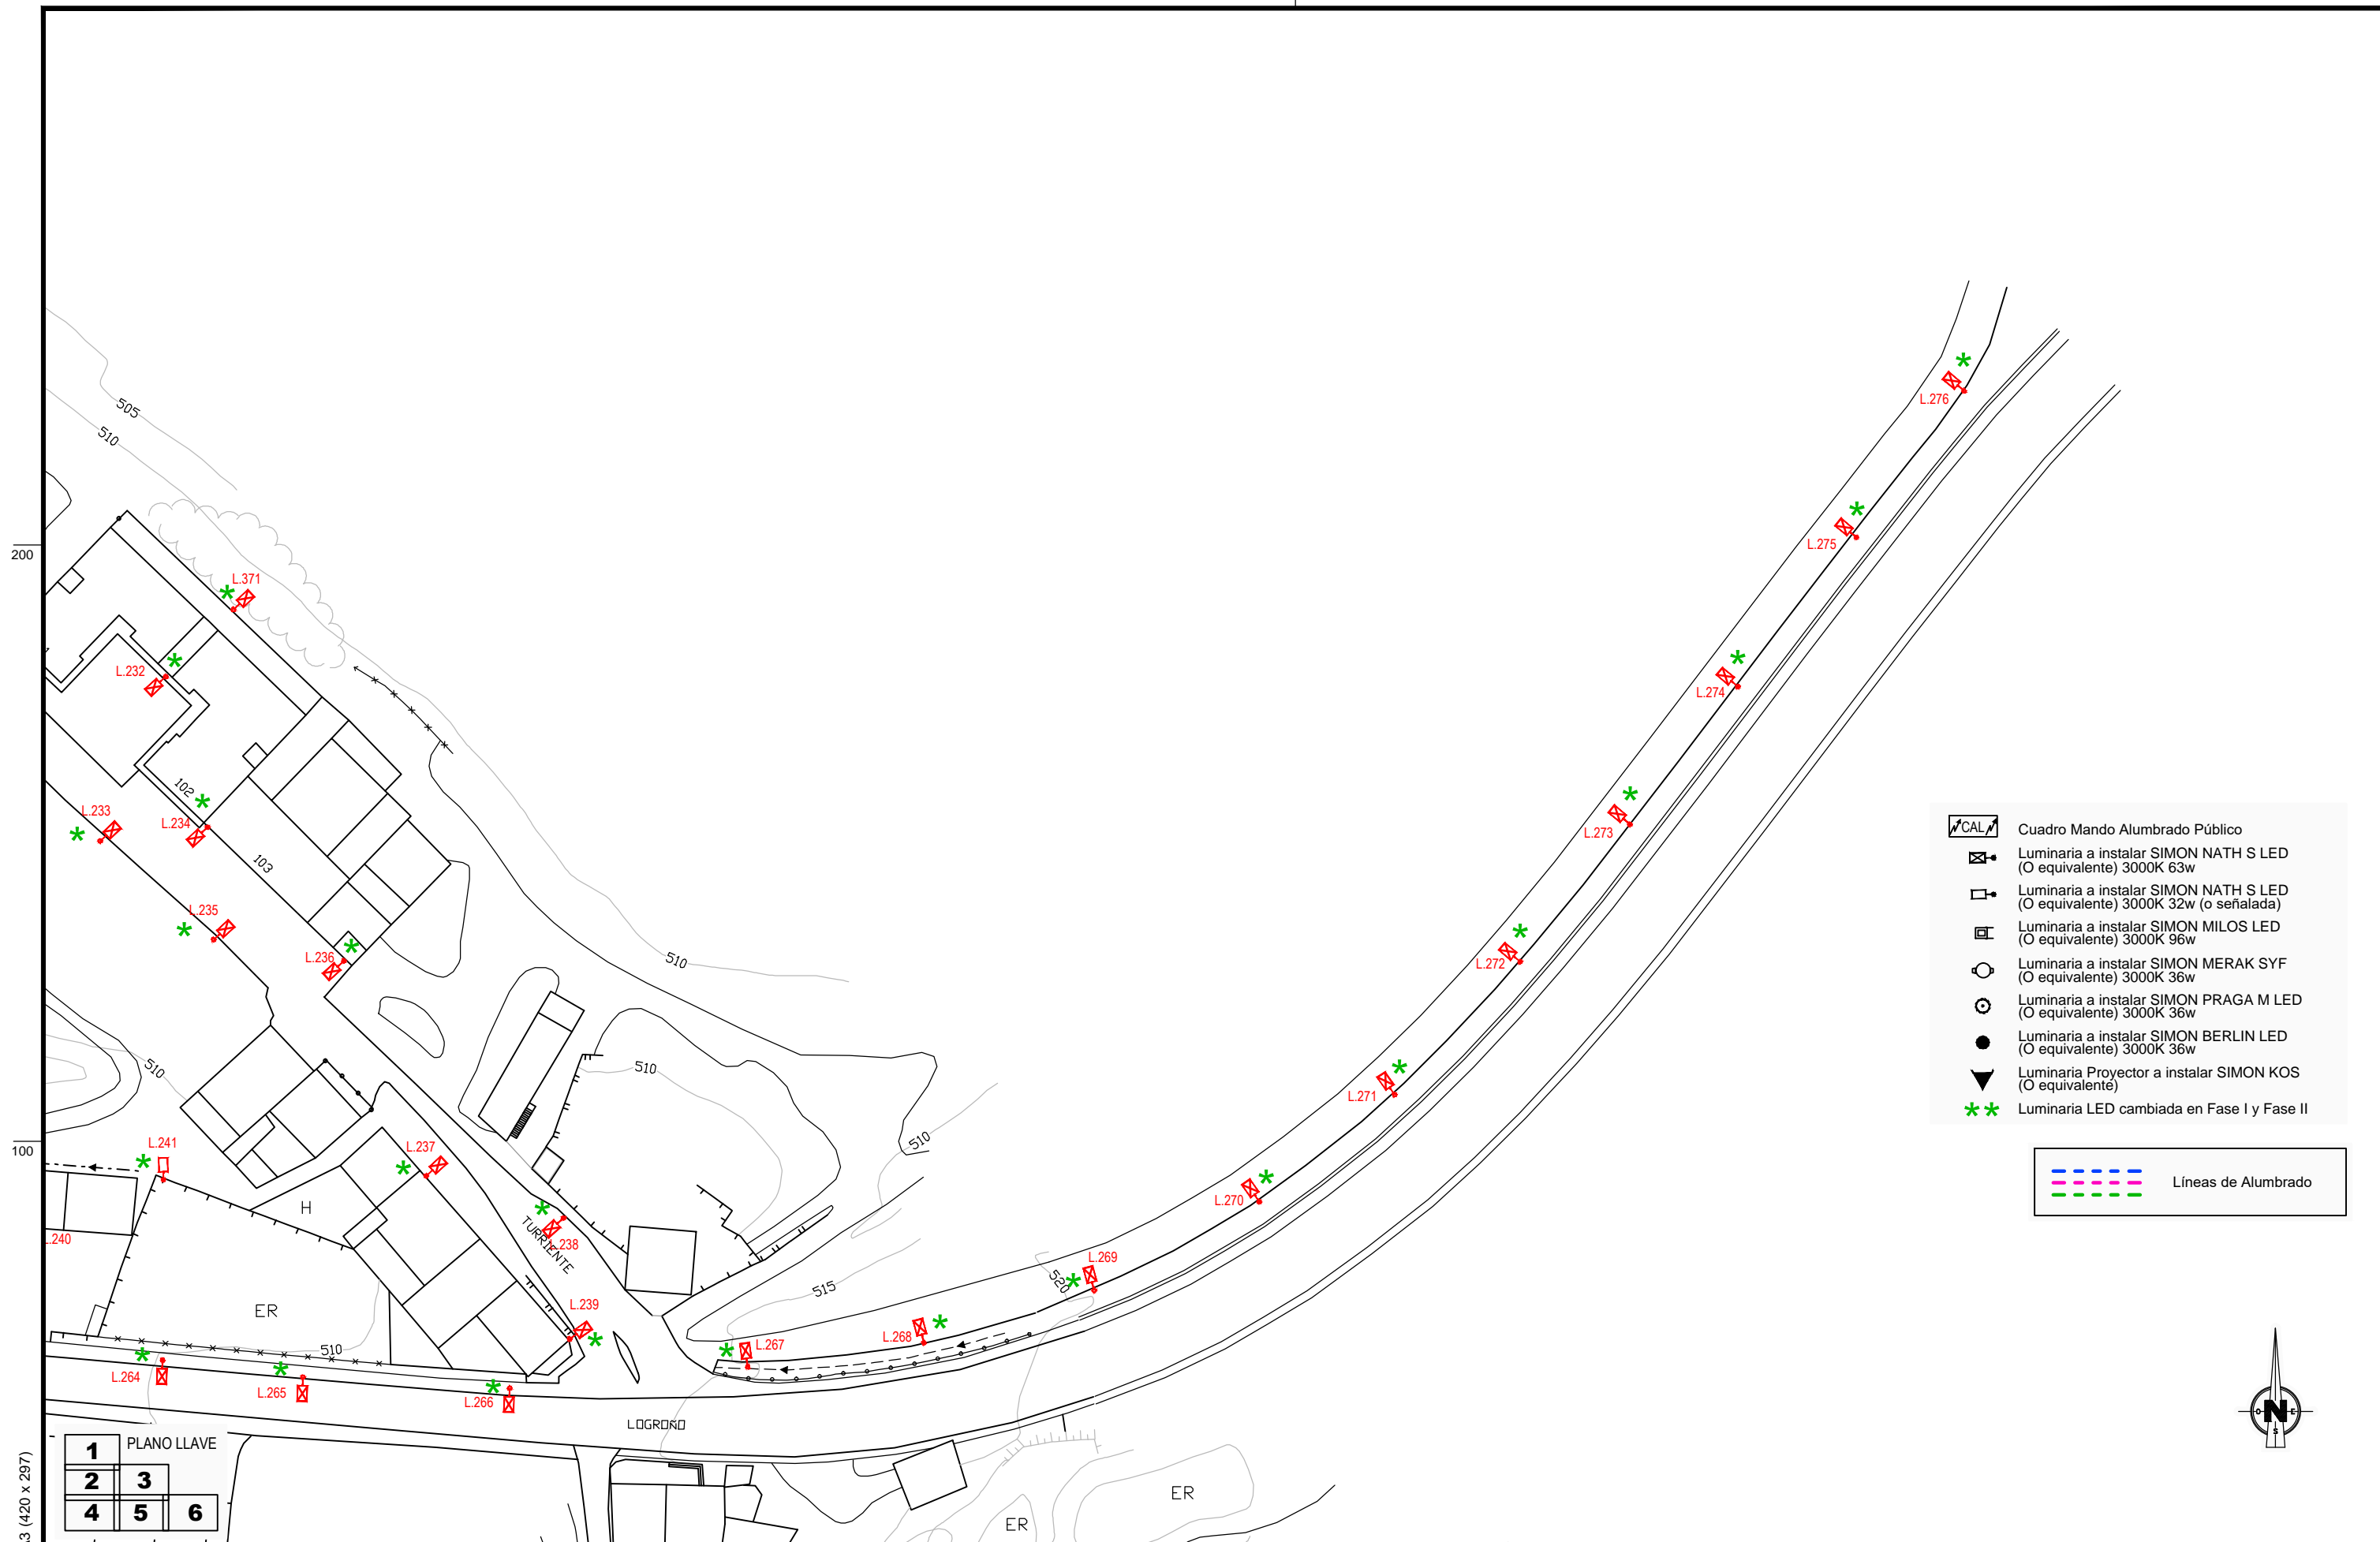 505
510
200
L.371
L.276
L.275
L.232
L.274
102
L.233
L.234
103
L.273
L.235
L.236
510
L.272
510
510
L.271
100
L.241
L.237
510
H
L.270
L.240
TURRIENTE
L.238
L.269
520
515
ER
L.239
510
L.267
L.268
L.264
L.265
L.266
LOGROÑO
ER
ER
CAL
Cuadro Mando Alumbrado Público
Luminaria a instalar SIMON NATH S LED
(O equivalente) 3000K 63w
Luminaria a instalar SIMON NATH S LED
(O equivalente) 3000K 32w (o señalada)
Luminaria a instalar SIMON MILOS LED
(O equivalente) 3000K 96w
Luminaria a instalar SIMON MERAK SYF
(O equivalente) 3000K 36w
Luminaria a instalar SIMON PRAGA M LED
(O equivalente) 3000K 36w
Luminaria a instalar SIMON BERLIN LED
(O equivalente) 3000K 36w
Luminaria Proyector a instalar SIMON KOS
(O equivalente)
Luminaria LED cambiada en Fase I y Fase II
Líneas de Alumbrado
O N E
S
PLANO LLAVE
1
2 3
4 5 6
A3 (420 x 297)